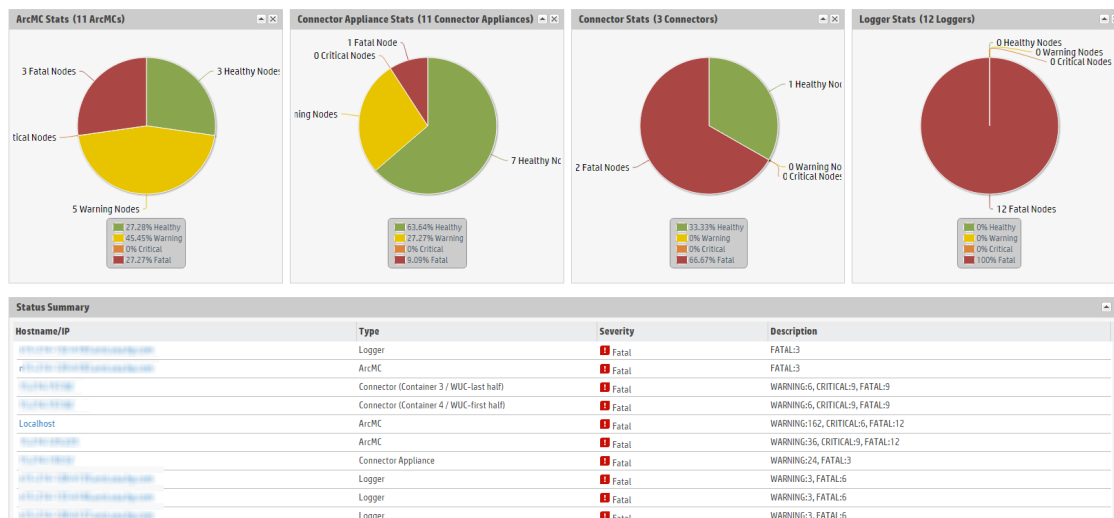 ArcMC Stats (11 ArcMCs)
3 Fatal Nodes
3 Healthy Nodes
tical Nodes
5 Warning Nodes
27.28% Healthy
45.45% Warning
0% Critical
27.27% Fatal
Connector Appliance Stats (11 Connector Appliances)
1 Fatal Node
0 Critical Nodes
ning Nodes
7 Healthy No
63.64% Healthy
27.27% Warning
0% Critical
9.09% Fatal
Connector Stats (3 Connectors)
1 Healthy Nod
2 Fatal Nodes
0 Warning No
0 Critical Nodes
33.33% Healthy
0% Warning
0% Critical
66.67% Fatal
Logger Stats (12 Loggers)
0 Healthy Nodes
0 Warning Nodes
0 Critical Nodes
12 Fatal Nodes
0% Healthy
0% Warning
0% Critical
100% Fatal
Status Summary
Hostname/IP Type Severity Description
Logger Fatal FATAL:3
ArcMC Fatal FATAL:3
Connector (Container 3 / WUC-last half) Fatal WARNING:6, CRITICAL:9, FATAL:9
Connector (Container 4 / WUC-first half) Fatal WARNING:6, CRITICAL:9, FATAL:9
Localhost ArcMC Fatal WARNING:162, CRITICAL:6, FATAL:12
ArcMC Fatal WARNING:36, CRITICAL:9, FATAL:12
Connector Appliance Fatal WARNING:24, FATAL:3
Logger Fatal WARNING:3, FATAL:6
Logger Fatal WARNING:3, FATAL:6
Logger Fatal WARNING:3, FATAL:6